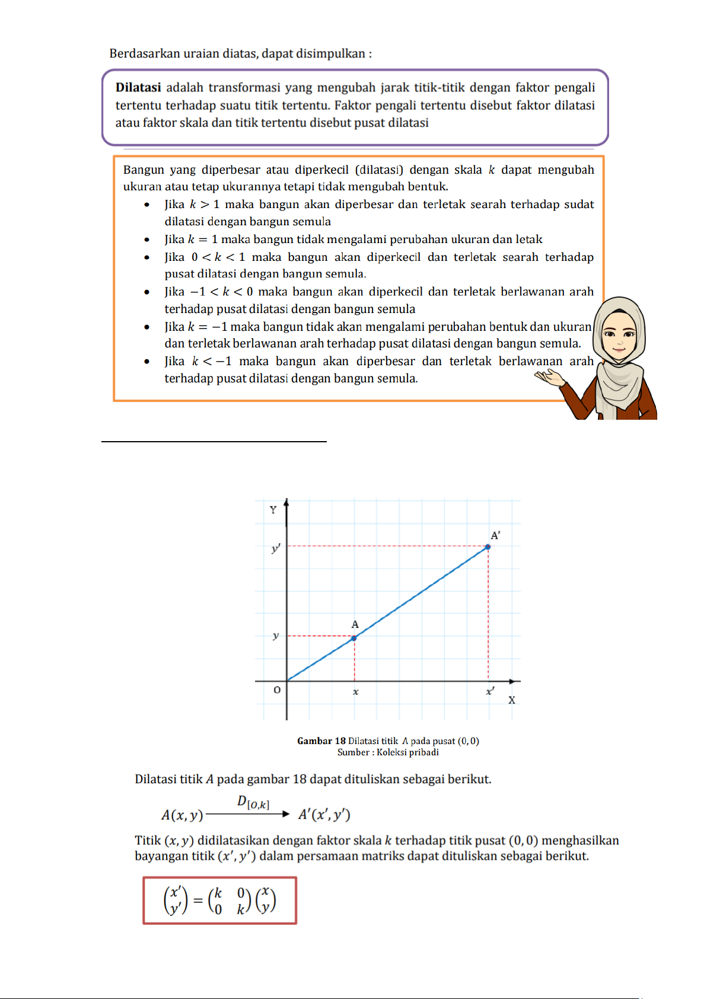 Berdasarkan uraian diatas, dapat disimpulkan :
Dilatasi adalah transformasi yang mengubah jarak titik-titik dengan faktor pengali
tertentu terhadap suatu titik tertentu. Faktor pengali tertentu disebut faktor dilatasi
atau faktor skala dan titik tertentu disebut pusat dilatasi
Bangun yang diperbesar atau diperkecil (dilatasi) dengan skala k dapat mengubah
ukuran atau tetap ukurannya tetapi tidak mengubah bentuk.
• Jika k > 1 maka bangun akan diperbesar dan terletak searah terhadap sudat
dilatasi dengan bangun semula
• Jika k = 1 maka bangun tidak mengalami perubahan ukuran dan letak
• Jika 0 < k < 1 maka bangun akan diperkecil dan terletak searah terhadap
pusat dilatasi dengan bangun semula.
• Jika −1 < k < 0 maka bangun akan diperkecil dan terletak berlawanan arah
terhadap pusat dilatasi dengan bangun semula
• Jika k = −1 maka bangun tidak akan mengalami perubahan bentuk dan ukuran
dan terletak berlawanan arah terhadap pusat dilatasi dengan bangun semula.
• Jika k < −1 maka bangun akan diperbesar dan terletak berlawanan arah
terhadap pusat dilatasi dengan bangun semula.
Y
A'
y'
A
y
O x x'
X
Gambar 18 Dilatasi titik A pada pusat (0, 0)
Sumber : Koleksi pribadi
Dilatasi titik A pada gambar 18 dapat dituliskan sebagai berikut.
D[O,k]
A(x, y) → A'(x', y')
Titik (x, y) didilatasikan dengan faktor skala k terhadap titik pusat (0, 0) menghasilkan
bayangan titik (x', y') dalam persamaan matriks dapat dituliskan sebagai berikut.
(x' y') = (k 0 0 k) (x y)